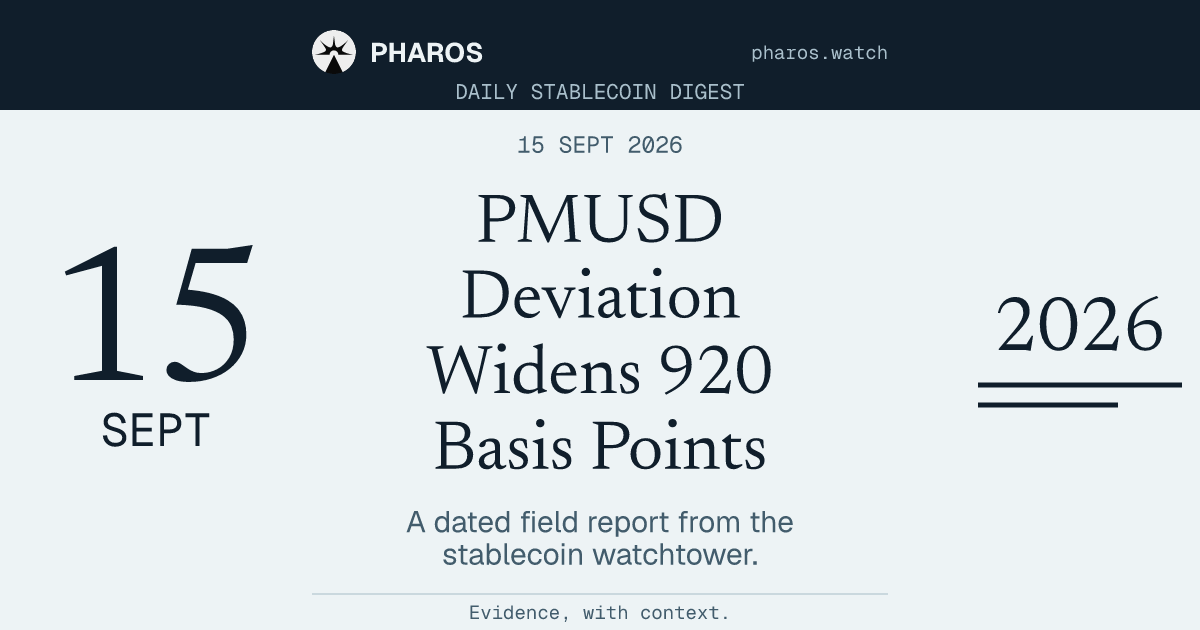 PHAROS
pharos.watch
DAILY STABLECOIN DIGEST
15 SEPT 2026
PMUSD
Deviation
Widens 920
Basis Points
15
SEPT
2026
A dated field report from the
stablecoin watchtower.
Evidence, with context.